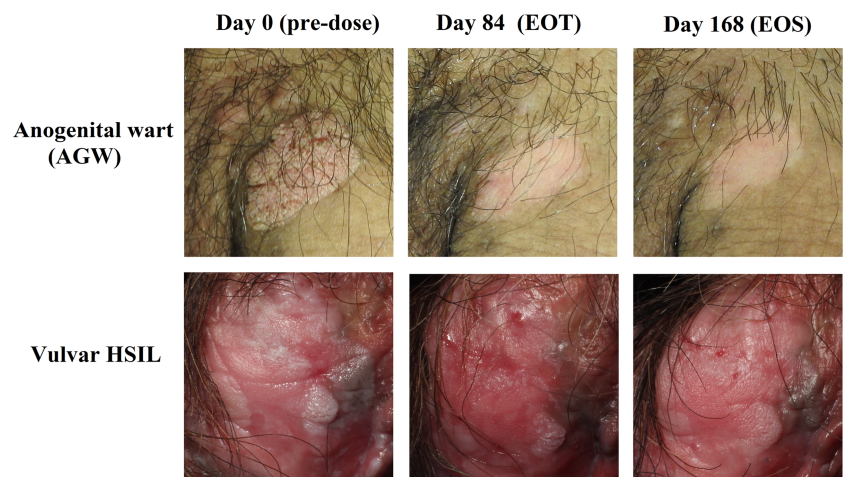 Day 0 (pre-dose)
Day 84 (EOT)
Day 168 (EOS)
Anogenital wart
(AGW)
Vulvar HSIL